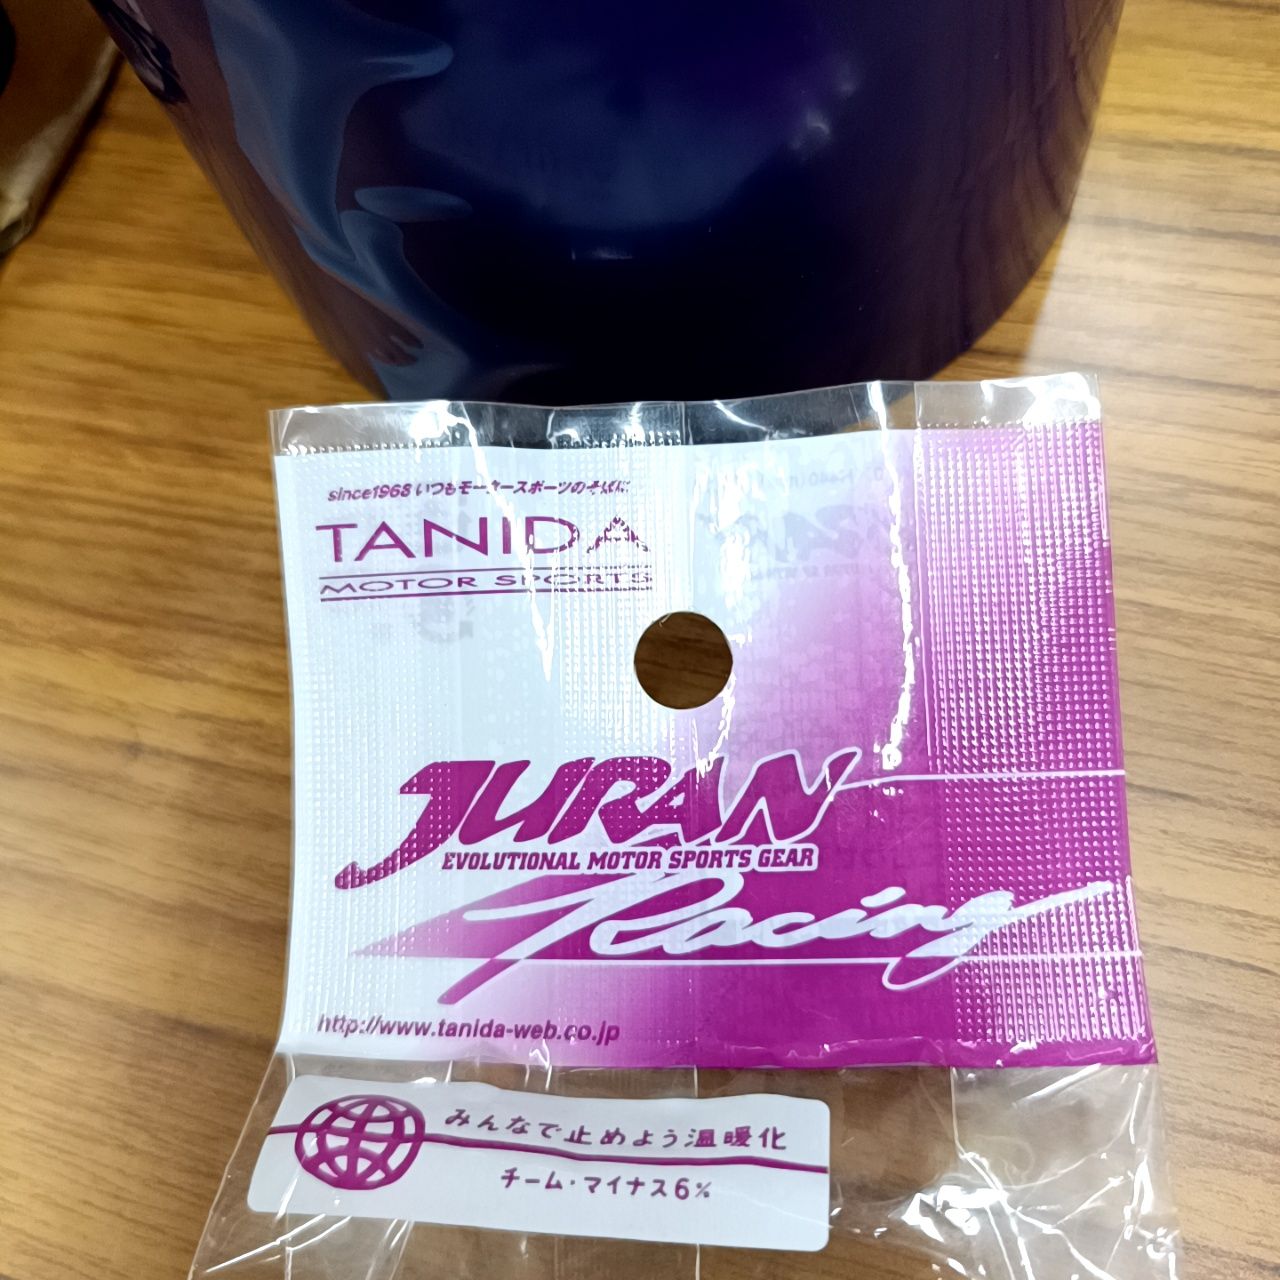 since1968 いつもモータースポーツのそばに
TANIDA
MOTOR SPORTS
JURAN
EVOLUTIONAL MOTOR SPORTS GEAR
Racing
http://www.tanida-web.co.jp
みんなで止めよう温暖化
チーム・マイナス6%